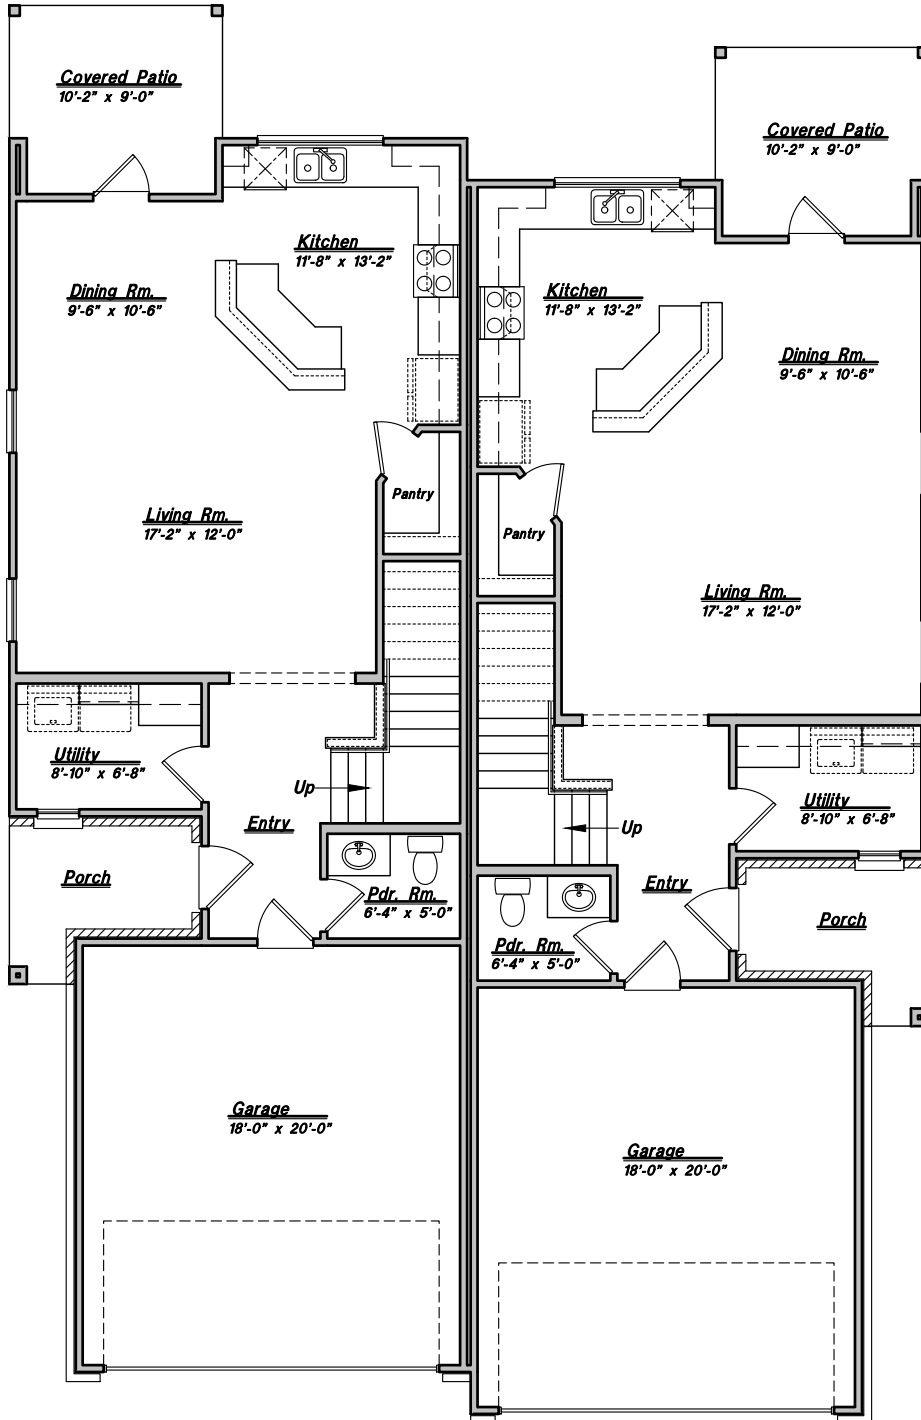 Covered Patio
10'-2" x 9'-0"
Kitchen
11'-8" x 13'-2"
Dining Rm.
9'-6" x 10'-6"
Living Rm.
17'-2" x 12'-0"
Pantry
Utility
8'-10" x 6'-8"
Up
Entry
Porch
Pdr. Rm.
6'-4" x 5'-0"
Garage
18'-0" x 20'-0"
Covered Patio
10'-2" x 9'-0"
Kitchen
11'-8" x 13'-2"
Dining Rm.
9'-6" x 10'-6"
Pantry
Living Rm.
17'-2" x 12'-0"
Utility
8'-10" x 6'-8"
Up
Entry
Porch
Pdr. Rm.
6'-4" x 5'-0"
Garage
18'-0" x 20'-0"